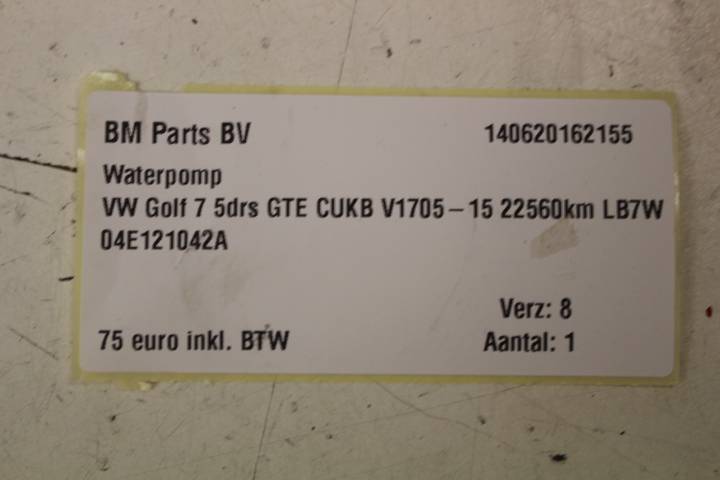 BM Parts BV 140620162155
Waterpomp
VW Golf 7 5drs GTE CUKB V1705-15 22560km LB7W
04E121042A
Verz: 8
75 euro inkl. BTW Aantal: 1